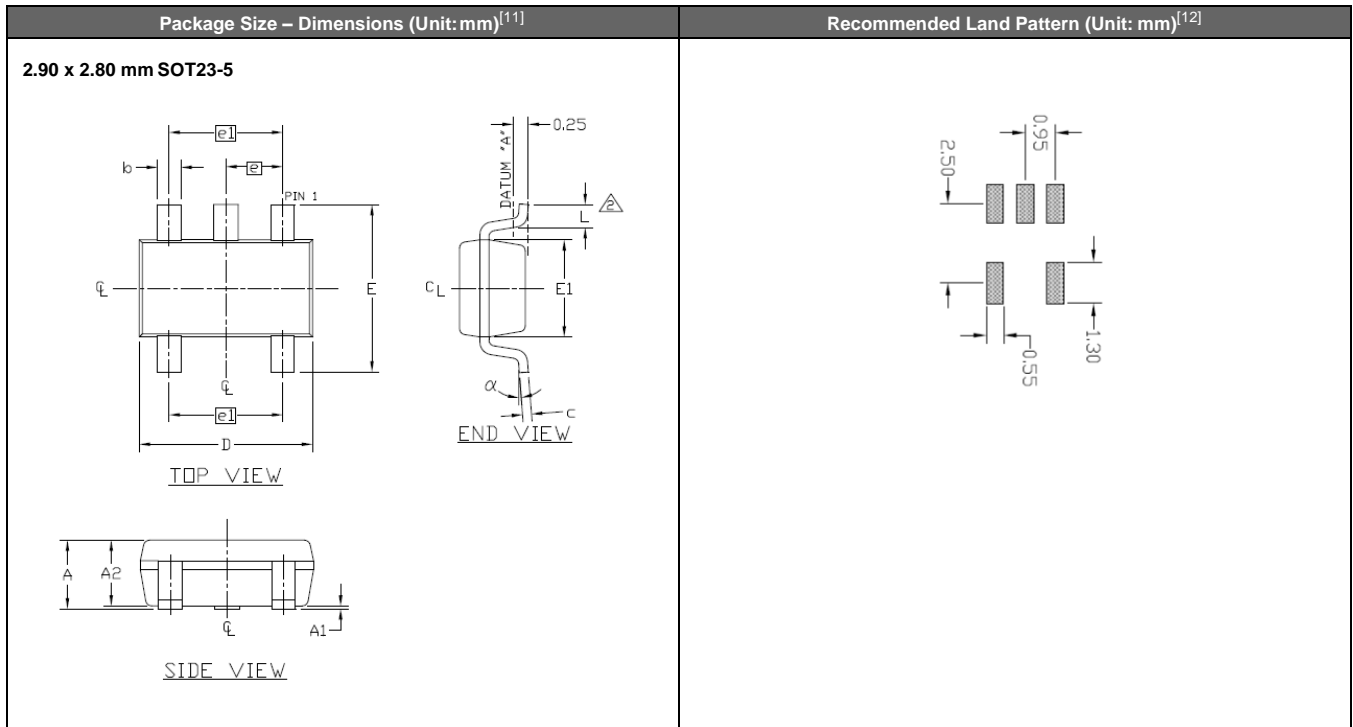 Package Size – Dimensions (Unit: mm)[11]
Recommended Land Pattern (Unit: mm)[12]
2.90 x 2.80 mm SOT23-5
e1
b
e
PIN 1
℄
E
℄
e1
D
TOP VIEW
DATUM "A"
0.25
L
2
CL
E1
α
c
END VIEW
A
A2
℄
A1
SIDE VIEW
0.95
2.50
1.30
0.55